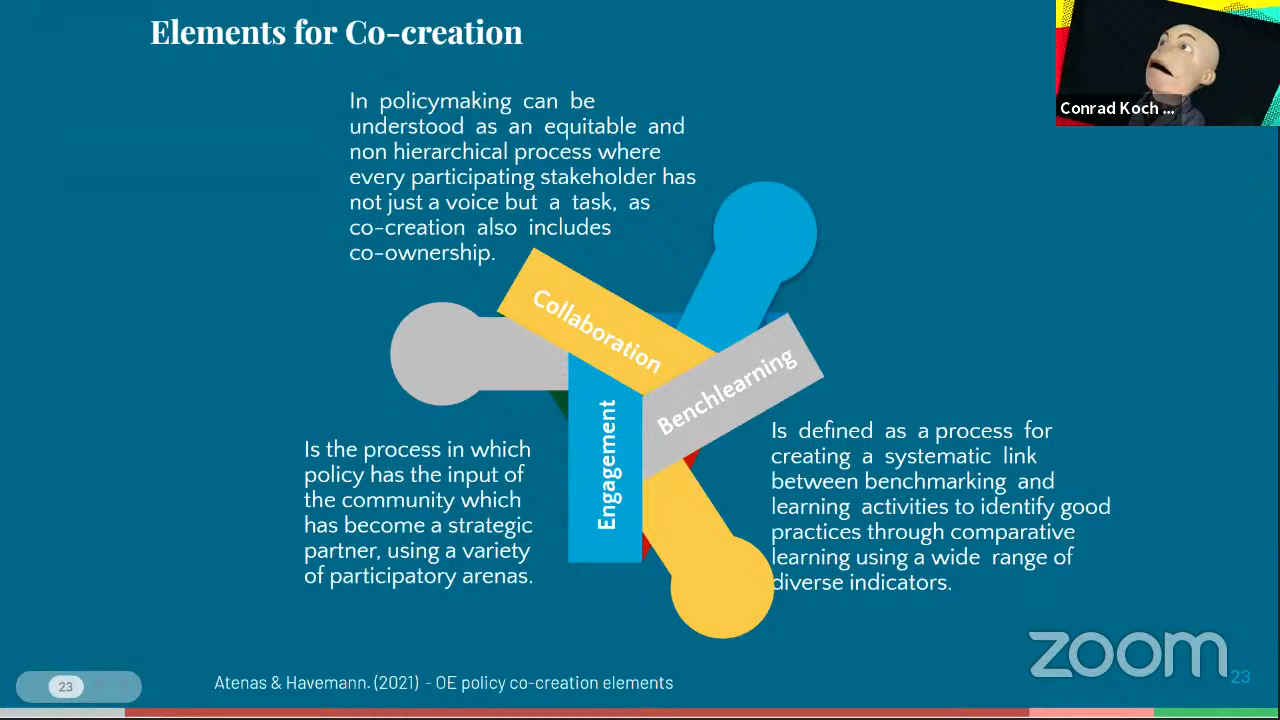 Elements for Co-creation
Conrad Koch ...
In policymaking can be
understood as an equitable and
non hierarchical process where
every participating stakeholder has
not just a voice but a task, as
co-creation also includes
co-ownership.
Collaboration
Benchlearning
Engagement
Is the process in which
policy has the input of
the community which
has become a strategic
partner, using a variety
of participatory arenas.
Is defined as a process for
creating a systematic link
between benchmarking and
learning activities to identify good
practices through comparative
learning using a wide range of
diverse indicators.
zoom
23
23
Atenas & Havemann. (2021) - OE policy co-creation elements